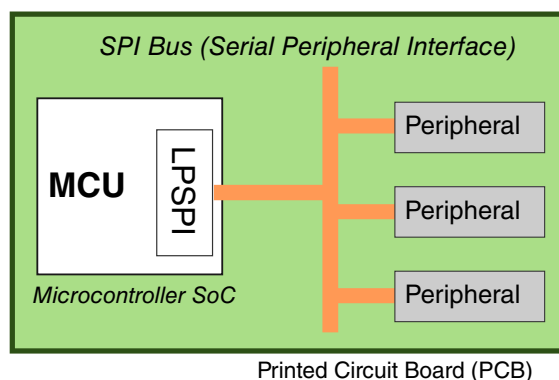 SPI Bus (Serial Peripheral Interface)
MCU
LPSPI
Peripheral
Peripheral
Peripheral
Microcontroller SoC
Printed Circuit Board (PCB)